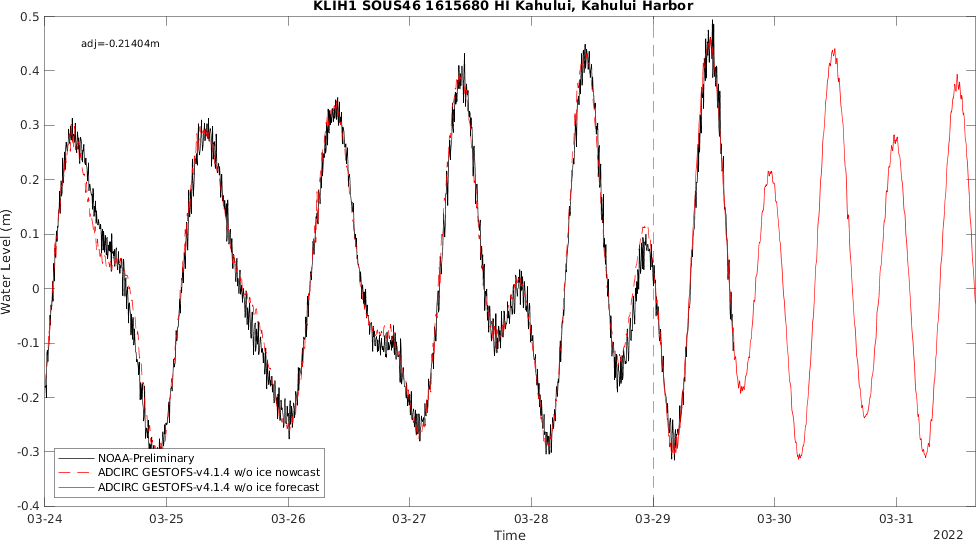 KLIH1 SOUS46 1615680 HI Kahului, Kahului Harbor
0.5
adj=-0.21404m
0.4
0.3
0.2
0.1
0
-0.1
-0.2
-0.3
-0.4
Water Level (m)
NOAA-Preliminary
ADCIRC GESTOFS-v4.1.4 w/o ice nowcast
ADCIRC GESTOFS-v4.1.4 w/o ice forecast
03-24 03-25 03-26 03-27 03-28 03-29 03-30 03-31
Time
2022